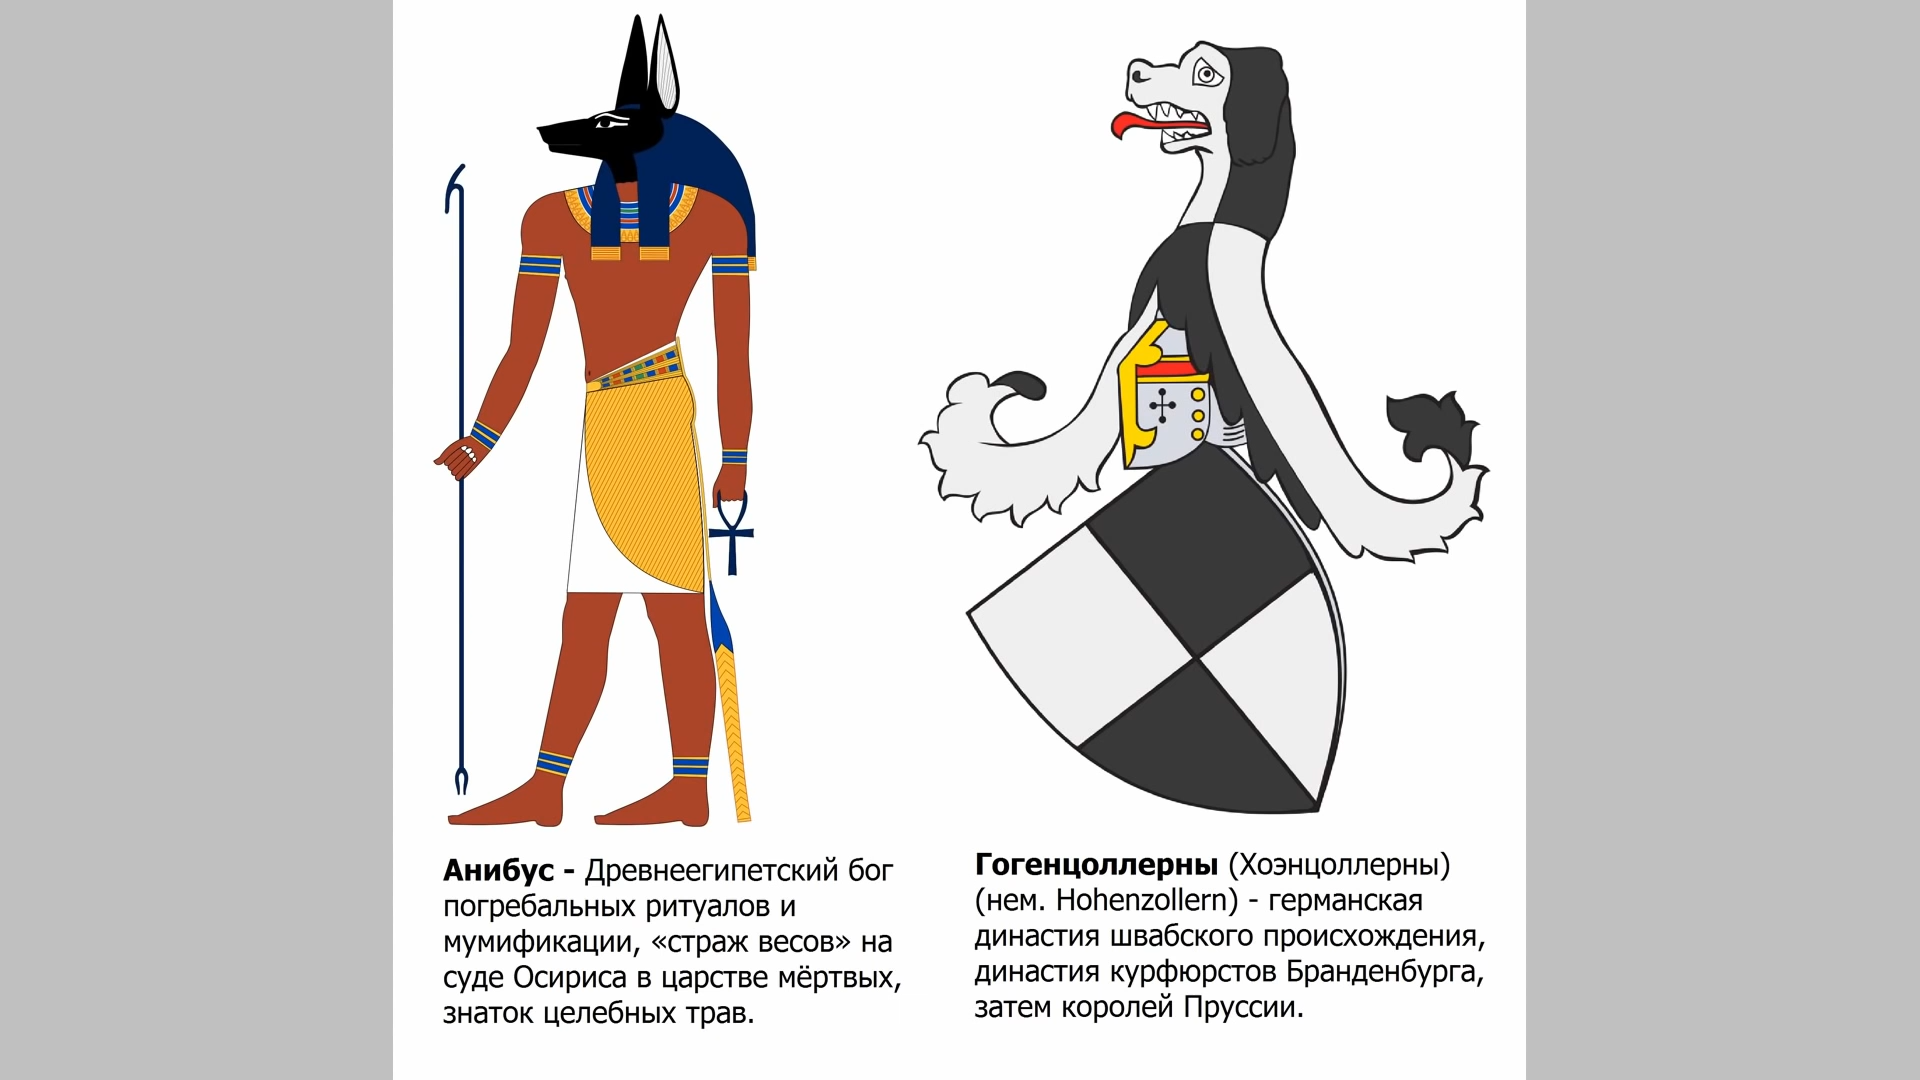 Анибус - Древнеегипетский бог
погребальных ритуалов и
мумификации, «страж весов» на
суде Осириса в царстве мёртвых,
знаток целебных трав.
Гогенцоллерны (Хоэнцоллерны)
(нем. Hohenzollern) - германская
династия швабского происхождения,
династия курфюрстов Бранденбурга,
затем королей Пруссии.